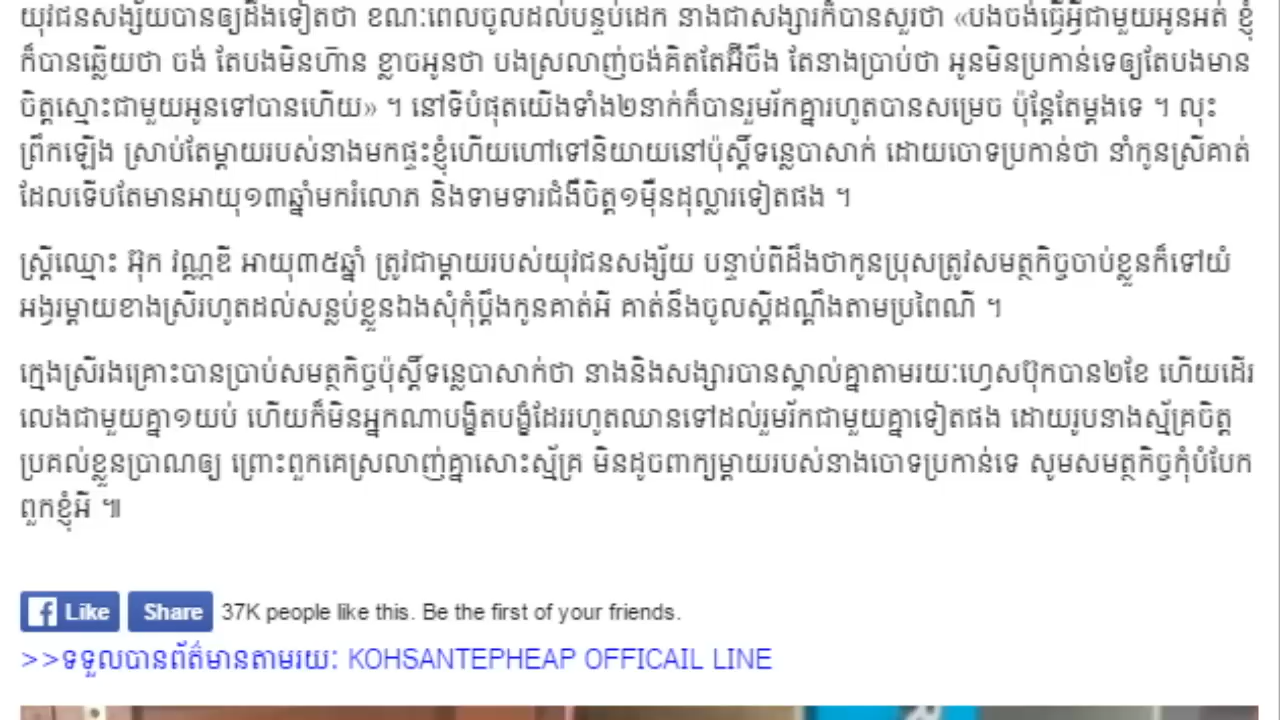 យុវជនសង្ស័យបានឲ្យដឹងទៀតថា ខណៈពេលចូលដល់បន្ទប់ដេក នាងជាសង្សារក៏បានសួរថា «បងចង់ធ្វើអ្វីជាមួយអូនអត់ ខ្ញុំ
ក៏បានឆ្លើយថា ចង់ តែបងមិនហ៊ាន ខ្លាចអូនថា បងស្រលាញ់ចង់គិតតែអីចឹង តែនាងប្រាប់ថា អូនមិនប្រកាន់ទេឲ្យតែបងមាន
ចិត្តស្មោះជាមួយអូនទៅបានហើយ» ។ នៅទីបំផុតយើងទាំង២នាក់ក៏បានរួមរ័កគ្នារហូតបានសម្រេច ប៉ុន្តែតែម្តងទេ ។ លុះ
ព្រឹកឡើង ស្រាប់តែម្តាយរបស់នាងមកផ្ទះខ្ញុំហើយហៅទៅនិយាយនៅប៉ុស្តិ៍ទន្លេបាសាក់ ដោយចោទប្រកាន់ថា នាំកូនស្រីគាត់
ដែលទើបតែមានអាយុ១៣ឆ្នាំមករំលោភ និងទាមទារជំងឺចិត្ត១ម៉ឺនដុល្លារទៀតផង ។
ស្ត្រីឈ្មោះ អ៊ុក វណ្ណឌី អាយុ៣៥ឆ្នាំ ត្រូវជាម្តាយរបស់យុវជនសង្ស័យ បន្ទាប់ពីដឹងថាកូនប្រុសត្រូវសមត្ថកិច្ចចាប់ខ្លួនក៏ទៅយំ
អង្វរម្តាយខាងស្រីរហូតដល់សន្លប់ខ្លួនឯងសុំកុំប្តឹងកូនគាត់អី គាត់នឹងចូលស្តីដណ្តឹងតាមប្រពៃណី ។
ក្មេងស្រីរងគ្រោះបានប្រាប់សមត្ថកិច្ចប៉ុស្តិ៍ទន្លេបាសាក់ថា នាងនិងសង្សារបានស្គាល់គ្នាតាមរយៈហ្វេសប៊ុកបាន២ខែ ហើយដើរ
លេងជាមួយគ្នា១យប់ ហើយក៏មិនអ្នកណាបង្ខិតបង្ខំដែររហូតឈានទៅដល់រួមរ័កជាមួយគ្នាទៀតផង ដោយរូបនាងស្ម័គ្រចិត្ត
ប្រគល់ខ្លួនប្រាណឲ្យ ព្រោះពួកគេស្រលាញ់គ្នាសោះស្ម័គ្រ មិនដូចពាក្យម្តាយរបស់នាងចោទប្រកាន់ទេ សូមសមត្ថកិច្ចកុំបំបែក
ពួកខ្ញុំអី ៕
Like Share 37K people like this. Be the first of your friends.
>>ទទួលបានព័ត៌មានតាមរយៈ KOHSANTEPHEAP OFFICAIL LINE